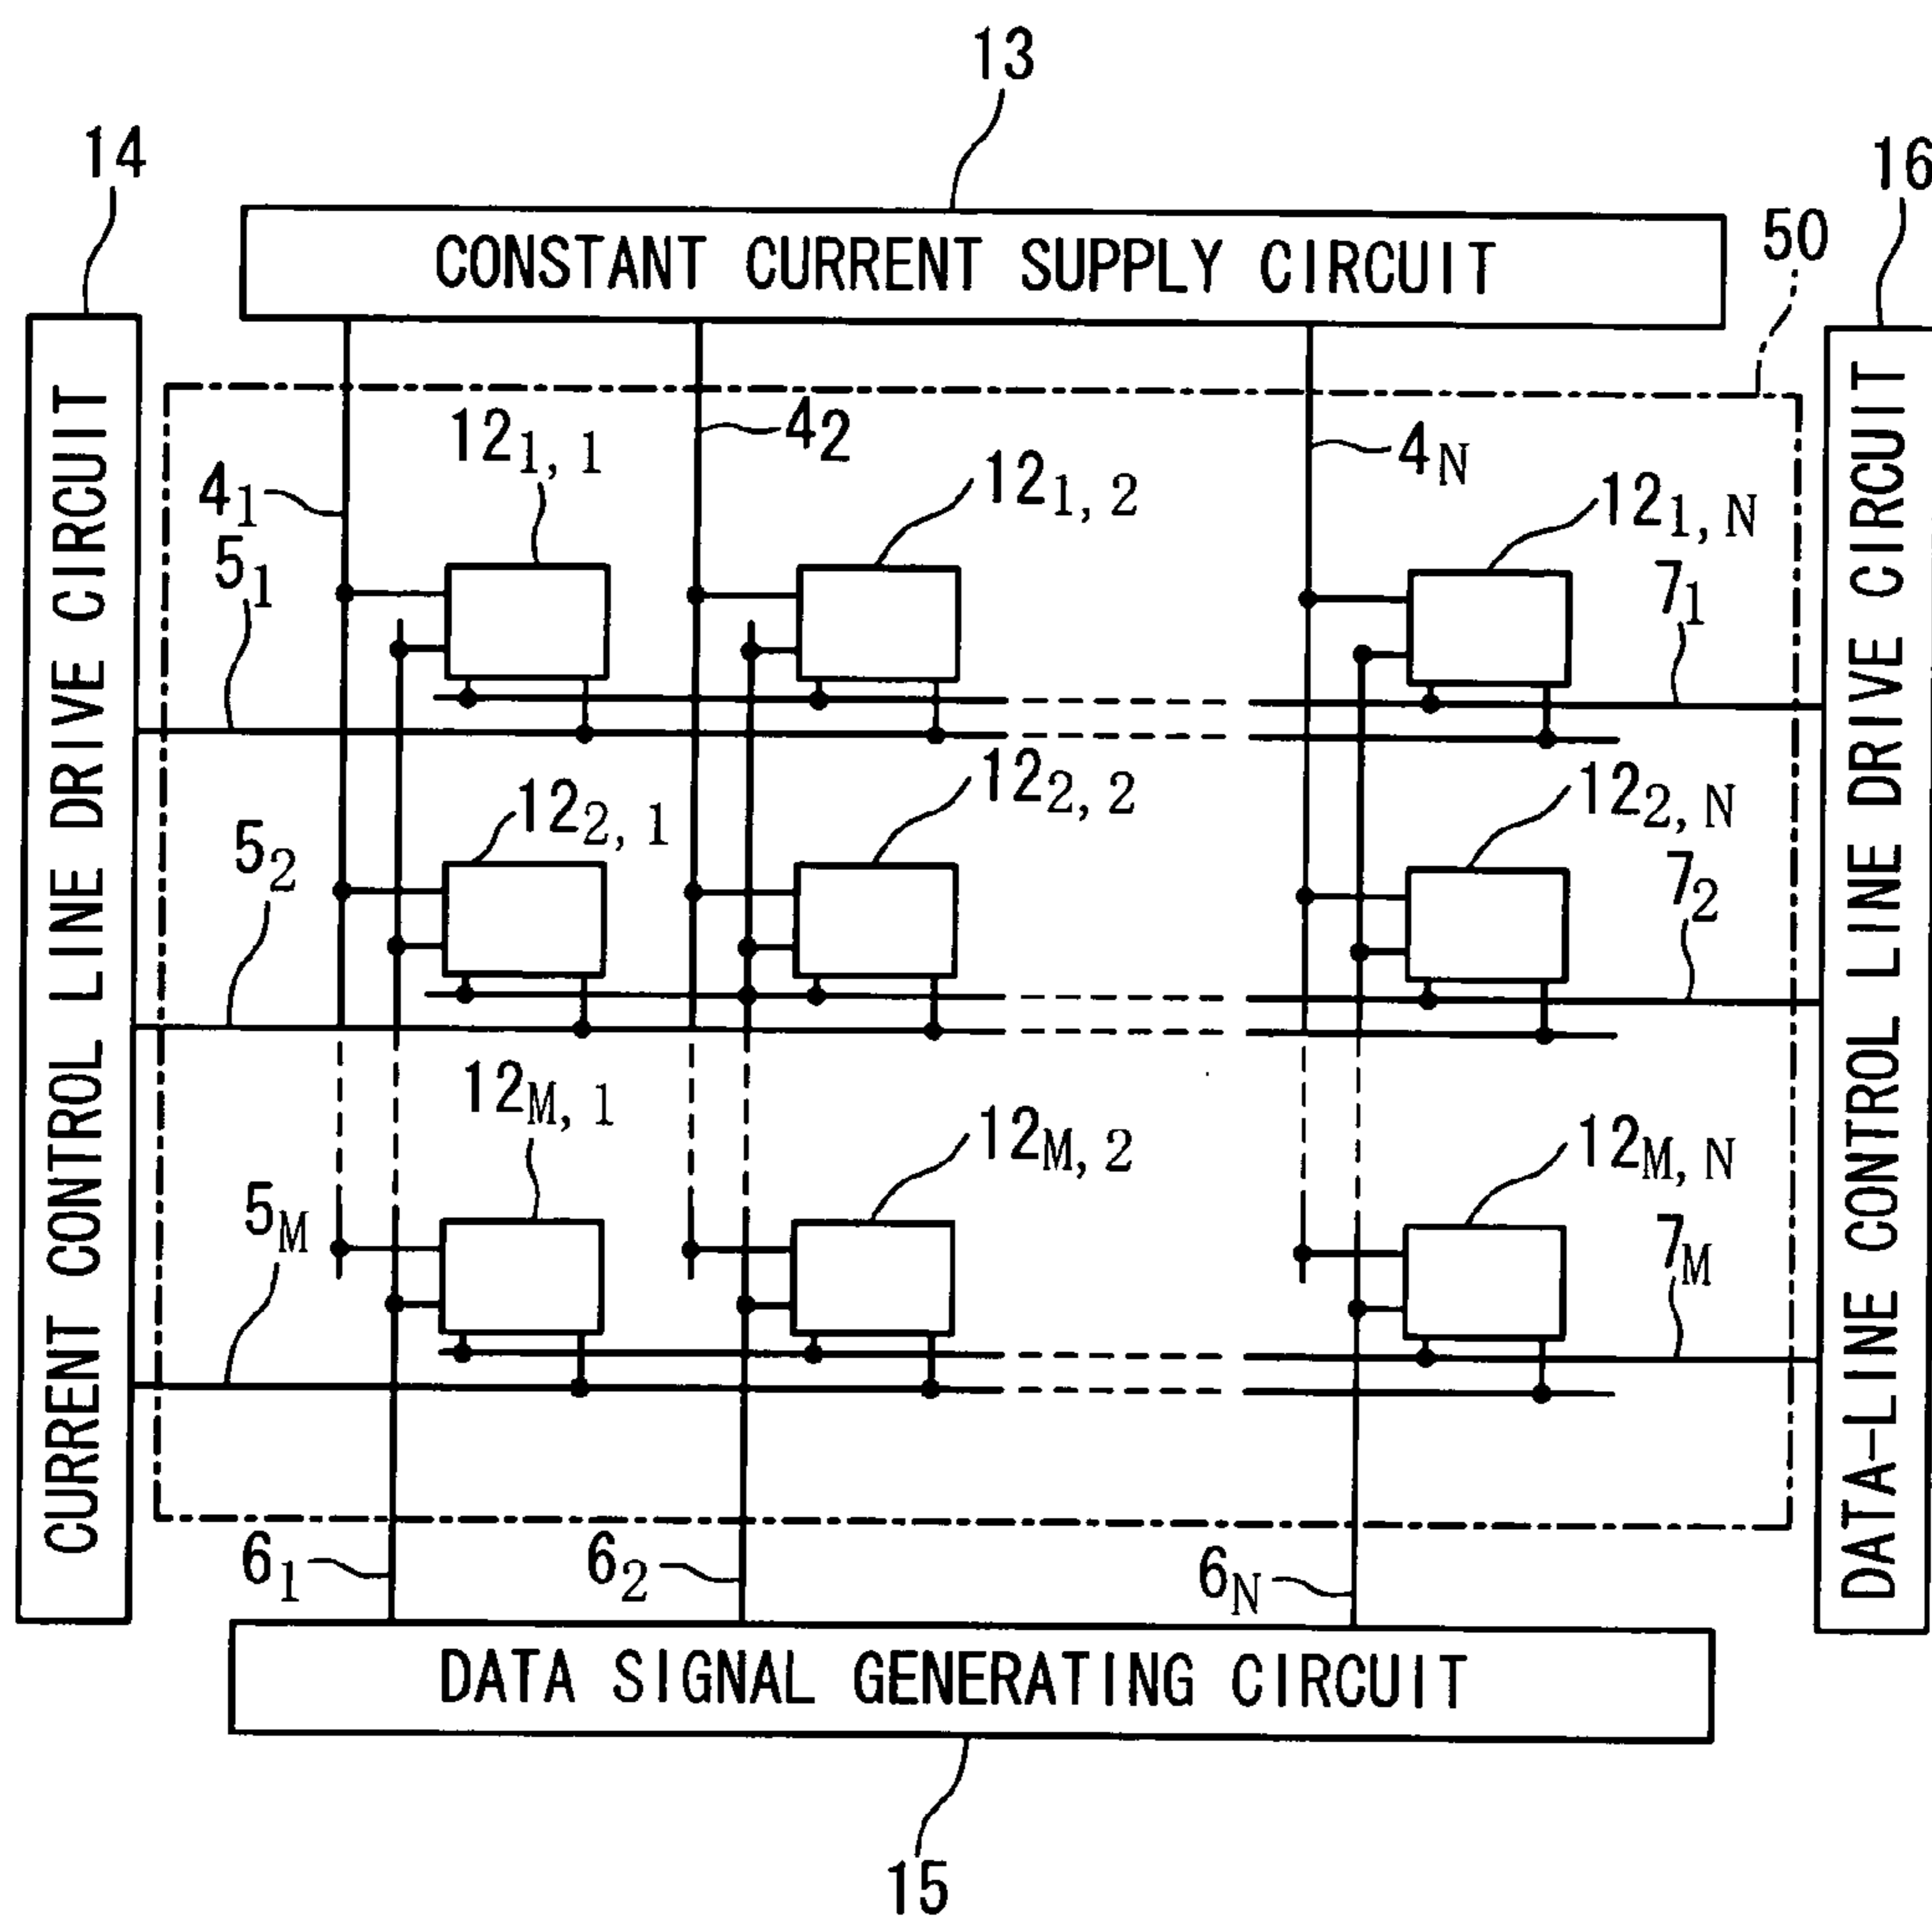 13
14
16
CONSTANT CURRENT SUPPLY CIRCUIT
50
CURRENT CONTROL LINE DRIVE CIRCUIT
DATA-LINE CONTROL LINE DRIVE CIRCUIT
4₁
12₁,₁
4₂
12₁,₂
4N
12₁,N
5₁
7₁
5₂
12₂,₁
12₂,₂
12₂,N
7₂
5M
12M,₁
12M,₂
12M,N
7M
6₁
6₂
6N
DATA SIGNAL GENERATING CIRCUIT
15